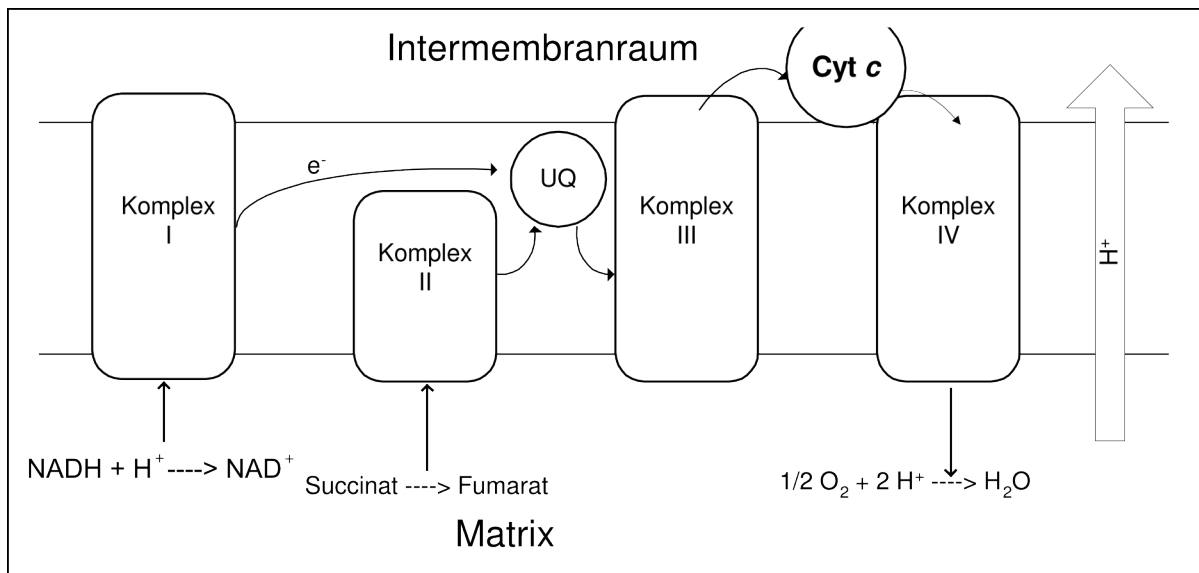 Intermembranraum
Cyt c
e-
UQ
Komplex
I
Komplex
II
Komplex
III
Komplex
IV
H+
NADH + H+ ----> NAD+
Succinat ----> Fumarat
1/2 O2 + 2 H+ ----> H2O
Matrix